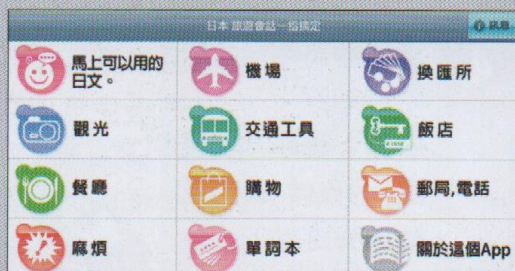 日本 旅遊會話一指搞定
訊息
馬上可以用的
日文。
機場
換匯所
觀光
交通工具
飯店
餐廳
購物
郵局,電話
麻煩
單詞本
關於這個App